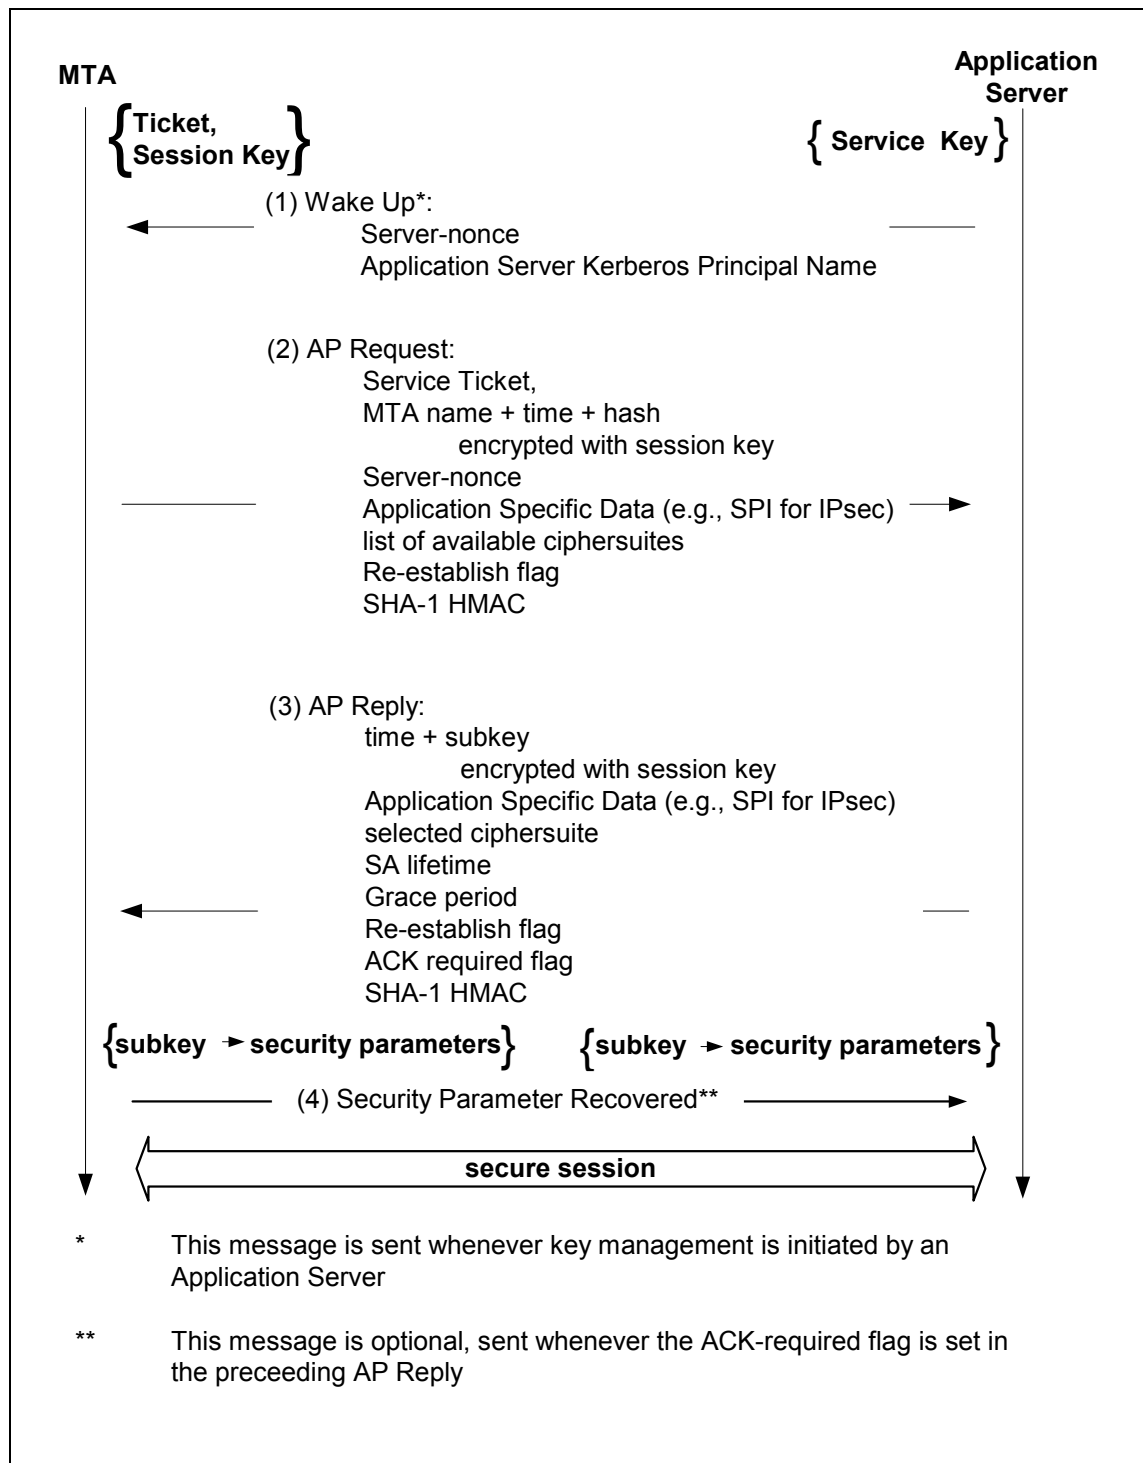 MTA
Application
Server
{Ticket,
Session Key}
{ Service Key }
(1) Wake Up*:
Server-nonce
Application Server Kerberos Principal Name
(2) AP Request:
Service Ticket,
MTA name + time + hash
encrypted with session key
Server-nonce
Application Specific Data (e.g., SPI for IPsec)
list of available ciphersuites
Re-establish flag
SHA-1 HMAC
(3) AP Reply:
time + subkey
encrypted with session key
Application Specific Data (e.g., SPI for IPsec)
selected ciphersuite
SA lifetime
Grace period
Re-establish flag
ACK required flag
SHA-1 HMAC
{subkey → security parameters} {subkey → security parameters}
(4) Security Parameter Recovered**
secure session
* This message is sent whenever key management is initiated by an
Application Server
** This message is optional, sent whenever the ACK-required flag is set in
the preceeding AP Reply